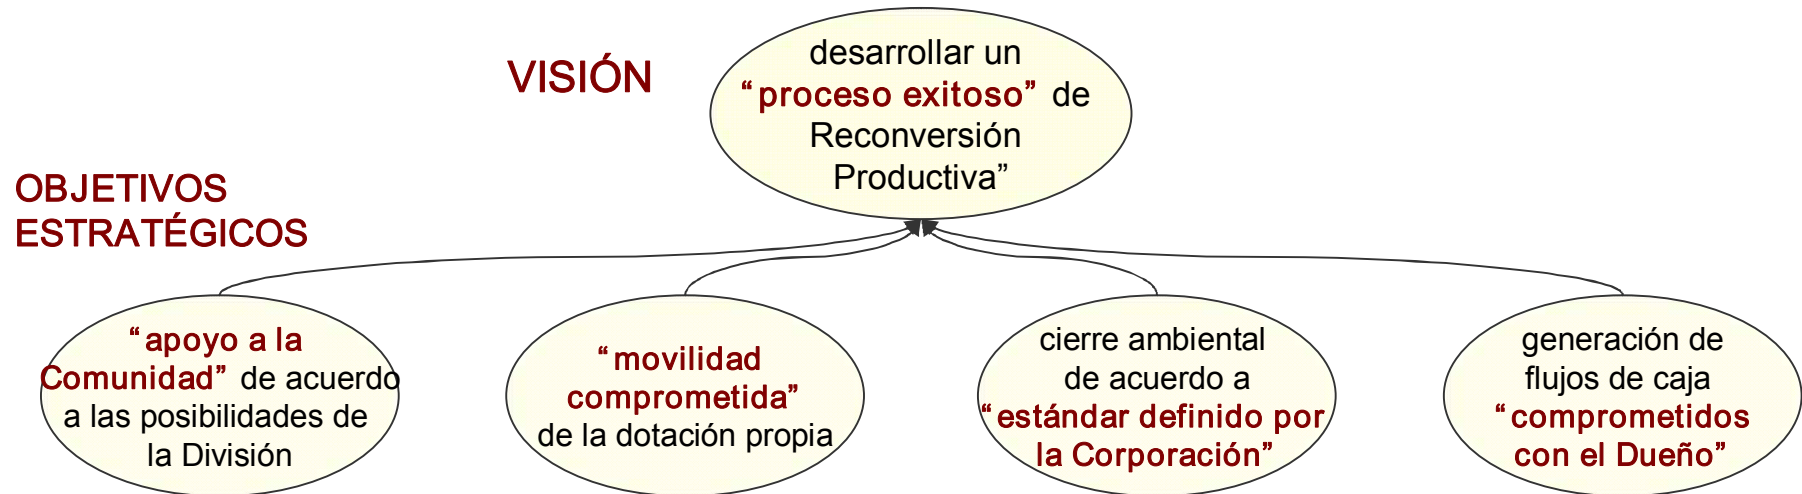 VISIÓN
desarrollar un
“proceso exitoso” de
Reconversión
Productiva”
OBJETIVOS
ESTRATÉGICOS
“apoyo a la
Comunidad” de acuerdo
a las posibilidades de
la División
“movilidad
comprometida”
de la dotación propia
cierre ambiental
de acuerdo a
“estándar definido por
la Corporación”
generación de
flujos de caja
“comprometidos
con el Dueño”